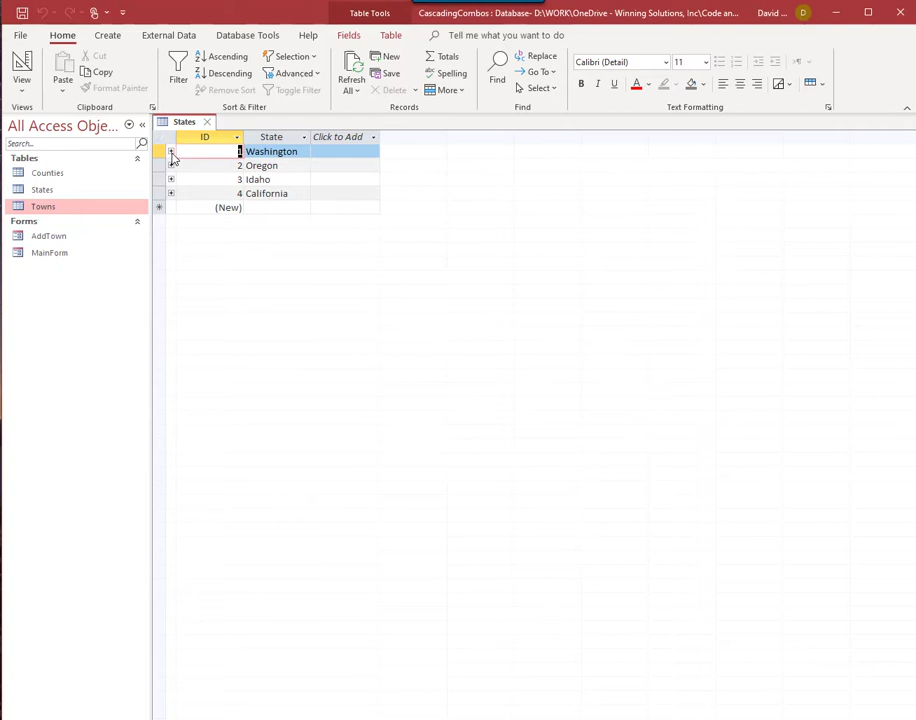 Table Tools
CascadingCombos : Database- D:\WORK\OneDrive - Winning Solutions, Inc\Code an...
David ...
D
File
Home
Create
External Data
Database Tools
Help
Fields
Table
Tell me what you want to do
View
Views
Paste
Cut
Copy
Format Painter
Clipboard
Filter
Ascending
Descending
Remove Sort
Selection
Advanced
Toggle Filter
Sort & Filter
Refresh
All
New
Save
Delete
Totals
Spelling
More
Records
Find
Replace
Go To
Select
Find
Calibri (Detail)
11
B I U
A
Text Formatting
All Access Obje...
Search...
Tables
Counties
States
Towns
Forms
AddTown
MainForm
States
ID State Click to Add
1 Washington
2 Oregon
3 Idaho
4 California
(New)